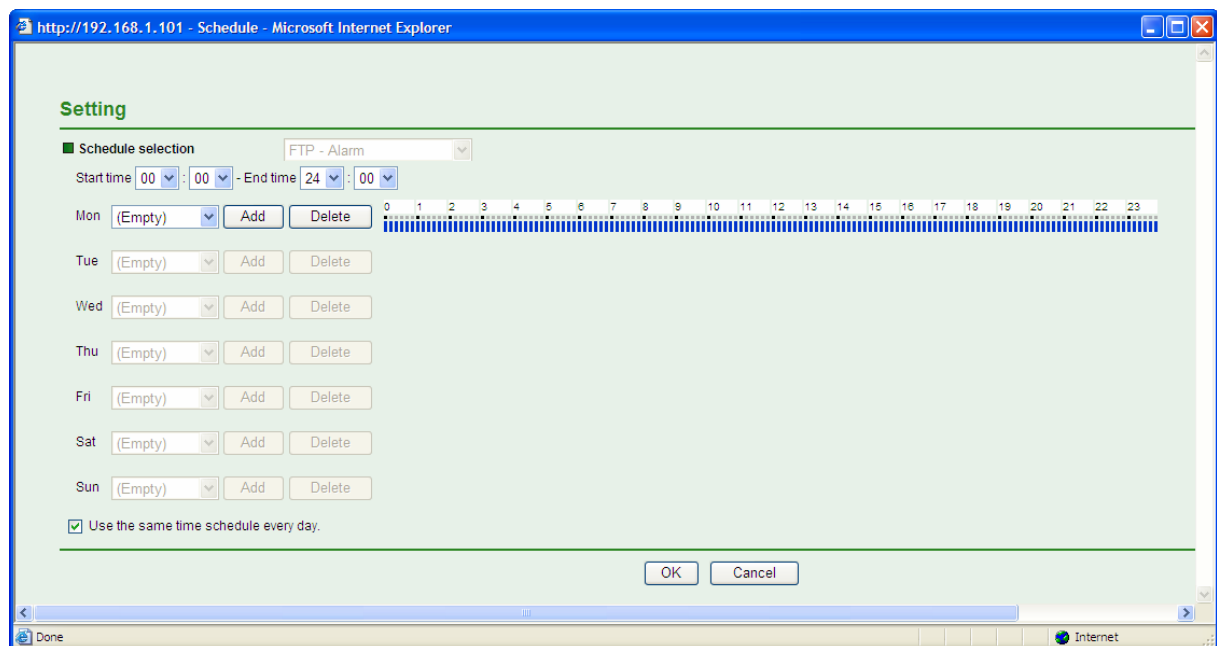 http://192.168.1.101 - Schedule - Microsoft Internet Explorer
Setting
Schedule selection FTP - Alarm
Start time 00 : 00 - End time 24 : 00
Mon (Empty) Add Delete 0 1 2 3 4 5 6 7 8 9 10 11 12 13 14 15 16 17 18 19 20 21 22 23
Tue (Empty) Add Delete
Wed (Empty) Add Delete
Thu (Empty) Add Delete
Fri (Empty) Add Delete
Sat (Empty) Add Delete
Sun (Empty) Add Delete
Use the same time schedule every day.
OK Cancel
Done Internet